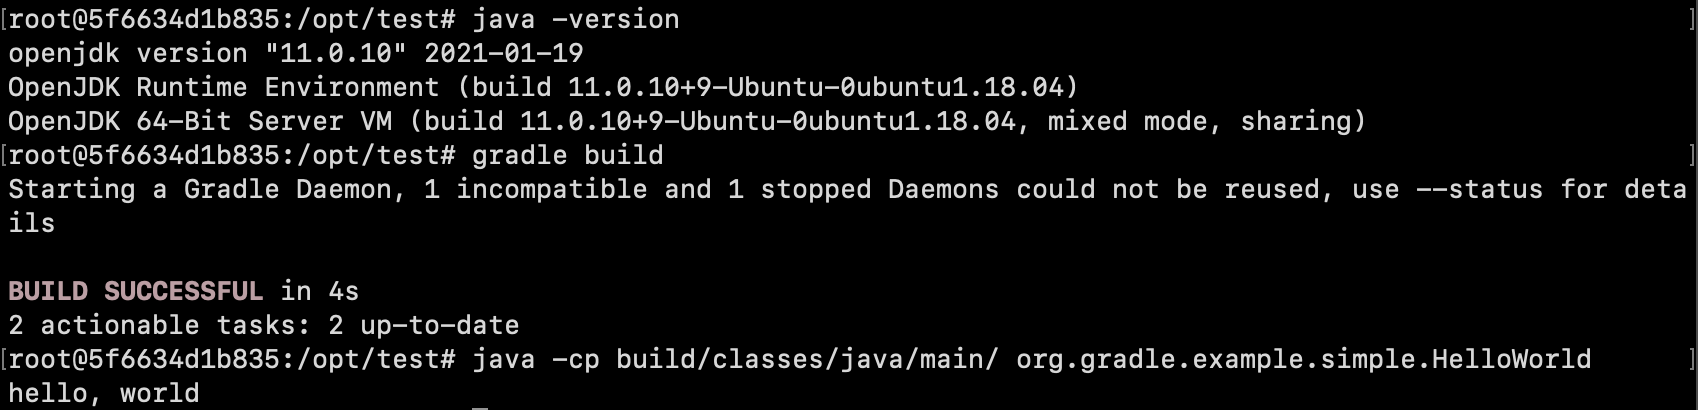 [root@5f6634d1b835:/opt/test# java -version ]
openjdk version "11.0.10" 2021-01-19
OpenJDK Runtime Environment (build 11.0.10+9-Ubuntu-0ubuntu1.18.04)
OpenJDK 64-Bit Server VM (build 11.0.10+9-Ubuntu-0ubuntu1.18.04, mixed mode, sharing)
[root@5f6634d1b835:/opt/test# gradle build ]
Starting a Gradle Daemon, 1 incompatible and 1 stopped Daemons could not be reused, use --status for deta
ils
BUILD SUCCESSFUL in 4s
2 actionable tasks: 2 up-to-date
[root@5f6634d1b835:/opt/test# java -cp build/classes/java/main/ org.gradle.example.simple.HelloWorld ]
hello, world